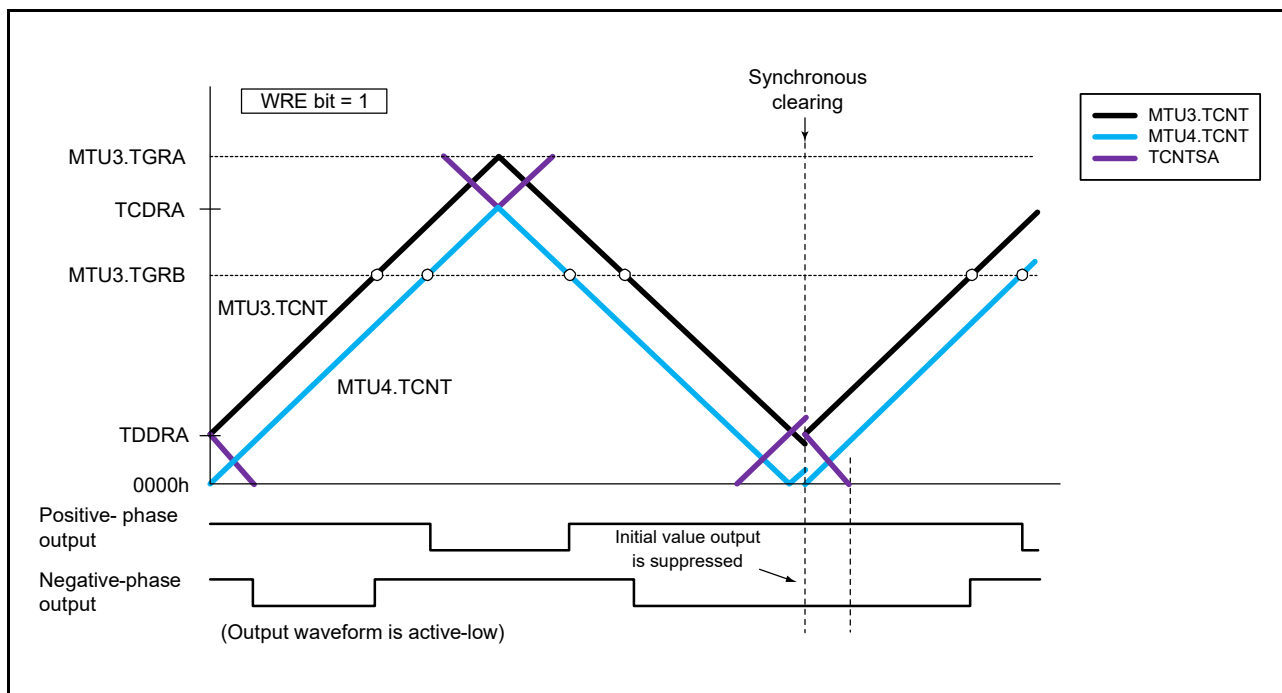 Synchronous
clearing
WRE bit = 1
MTU3.TCNT
MTU4.TCNT
TCNTSA
MTU3.TGRA
TCDRA
MTU3.TGRB
MTU3.TCNT
MTU4.TCNT
TDDRA
0000h
Positive- phase
output
Initial value output
is suppressed
Negative-phase
output
(Output waveform is active-low)